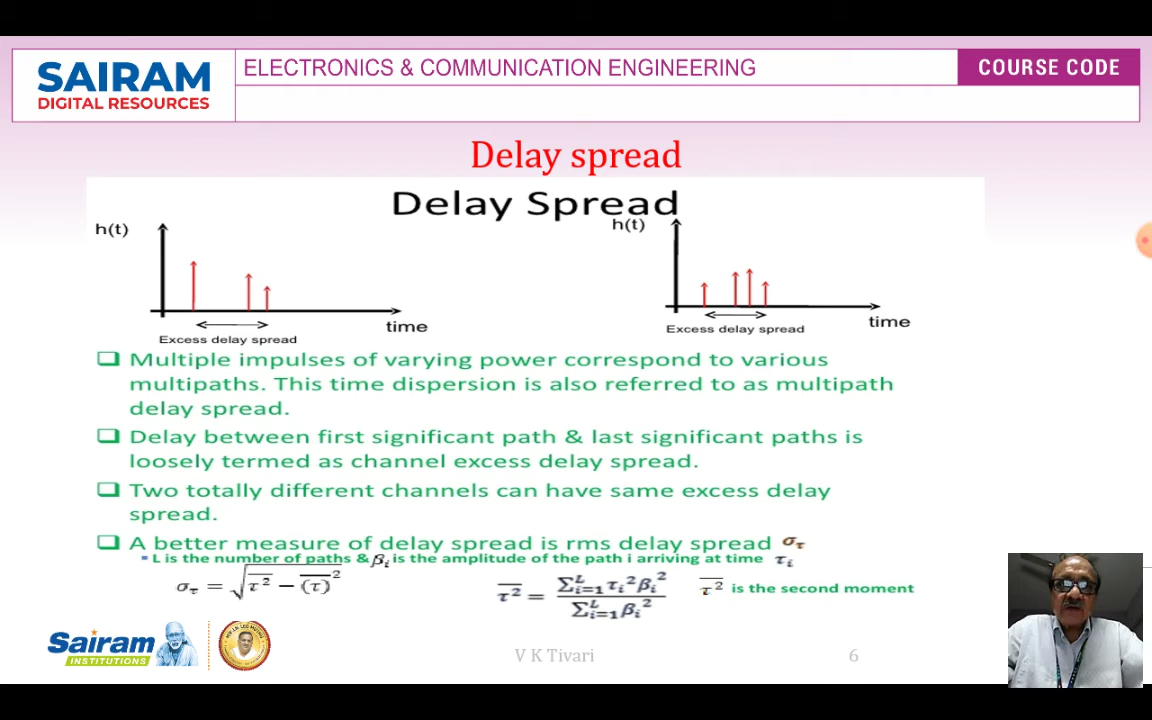 SAIRAM
DIGITAL RESOURCES
ELECTRONICS & COMMUNICATION ENGINEERING
COURSE CODE
Delay spread
Delay Spread
h(t)
time
Excess delay spread
h(t)
time
Excess delay spread
❑ Multiple impulses of varying power correspond to various
multipaths. This time dispersion is also referred to as multipath
delay spread.
❑ Delay between first significant path & last significant paths is
loosely termed as channel excess delay spread.
❑ Two totally different channels can have same excess delay
spread.
❑ A better measure of delay spread is rms delay spread σ_τ
▪ L is the number of paths & β_i is the amplitude of the path i arriving at time τ_i
σ_τ = √(\overline{τ²} − \overline{(τ)}²)
\overline{τ²} = Σ_{i=1}^{L} τ_i² β_i² / Σ_{i=1}^{L} β_i²
\overline{τ²} is the second moment
Sairam
INSTITUTIONS
V K Tivari
6